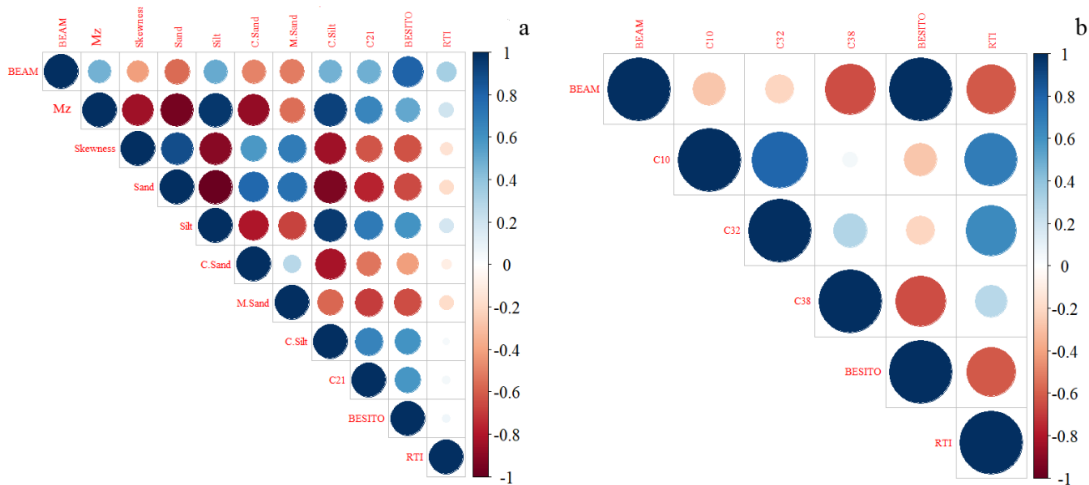 a
BEAM Mz Skewness Sand Silt C.Sand M.Sand C.Silt C21 BESITO RTI
BEAM
Mz
Skewness
Sand
Silt
C.Sand
M.Sand
C.Silt
C21
BESITO
RTI
1
0.8
0.6
0.4
0.2
0
-0.2
-0.4
-0.6
-0.8
-1
b
BEAM C10 C32 C38 BESITO RTI
BEAM
C10
C32
C38
BESITO
RTI
1
0.8
0.6
0.4
0.2
0
-0.2
-0.4
-0.6
-0.8
-1